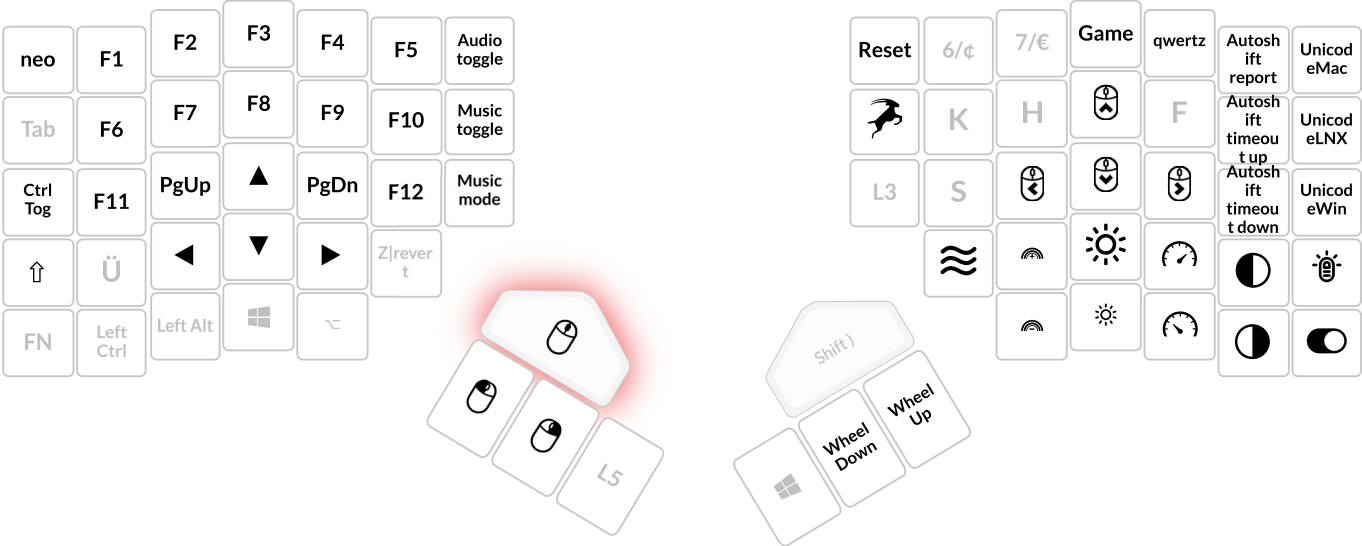 neo
F1
F2
F3
F4
F5
Audio
toggle
Tab
F6
F7
F8
F9
F10
Music
toggle
Ctrl
Tog
F11
PgUp
PgDn
F12
Music
mode
Ü
Z|rever
t
FN
Left
Ctrl
Left Alt
L5
Reset
6/¢
7/€
Game
qwertz
Autosh
ift
report
Unicod
eMac
K
H
F
Autosh
ift
timeou
t up
Unicod
eLNX
L3
S
Autosh
ift
timeou
t down
Unicod
eWin
Shift )
Wheel
Down
Wheel
Up